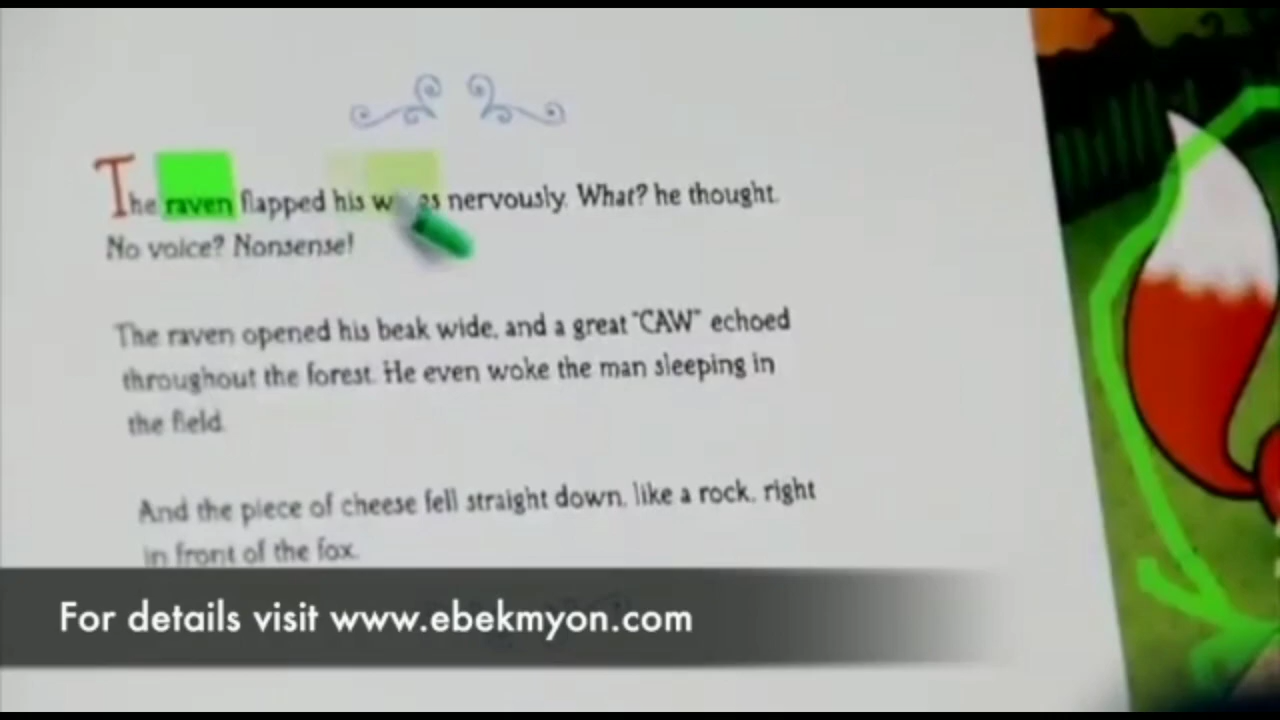 The raven flapped his nervously. What? he thought.
No voice? Nonsense!
The raven opened his beak wide, and a great "CAW" echoed
throughout the forest. He even woke the man sleeping in
the field.
And the piece of cheese fell straight down, like a rock, right
in front of the fox.
For details visit www.ebekmyon.com